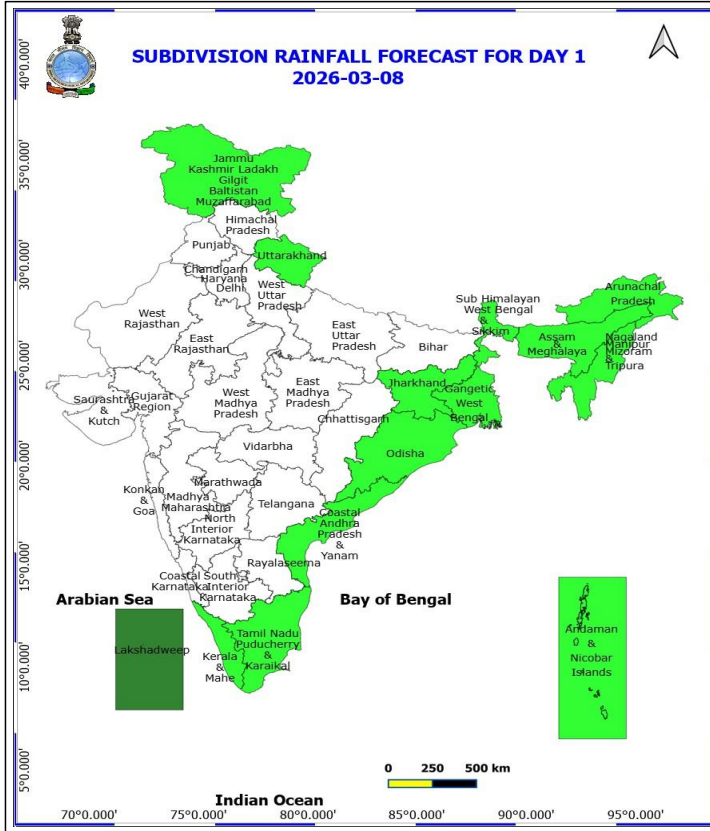 SUBDIVISION RAINFALL FORECAST FOR DAY 1
2026-03-08
40°0.000'
35°0.000'
30°0.000'
25°0.000'
20°0.000'
15°0.000'
10°0.000'
5°0.000'
Jammu
Kashmir Ladakh
Gilgit
Baltistan
Muzaffarabad
Himachal
Pradesh
Punjab
Uttarakhand
Chandigarh
Haryana
Delhi
West
Uttar
Pradesh
Arunachal
Pradesh
Sub Himalayan
West Bengal
&
Sikkim
West
Rajasthan
East
Rajasthan
East
Uttar
Pradesh
Bihar
Assam
&
Meghalaya
Nagaland
Manipur
Mizoram
&
Tripura
Saurashtra
&
Kutch
Gujarat
Region
West
Madhya
Pradesh
East
Madhya
Pradesh
Jharkhand
Gangetic
West
Bengal
Chhattisgarh
Odisha
Vidarbha
Marathwada
Konkan
&
Goa
Madhya
Maharashtra
Telangana
North
Interior
Karnataka
Coastal
Andhra
Pradesh
&
Yanam
Rayalaseema
Coastal
Karnataka
South
Interior
Karnataka
Arabian Sea
Bay of Bengal
Lakshadweep
Kerala
&
Mahe
Tamil Nadu
Puducherry
&
Karaikal
Andaman
&
Nicobar
Islands
0 250 500 km
Indian Ocean
70°0.000' 75°0.000' 80°0.000' 85°0.000' 90°0.000' 95°0.000'